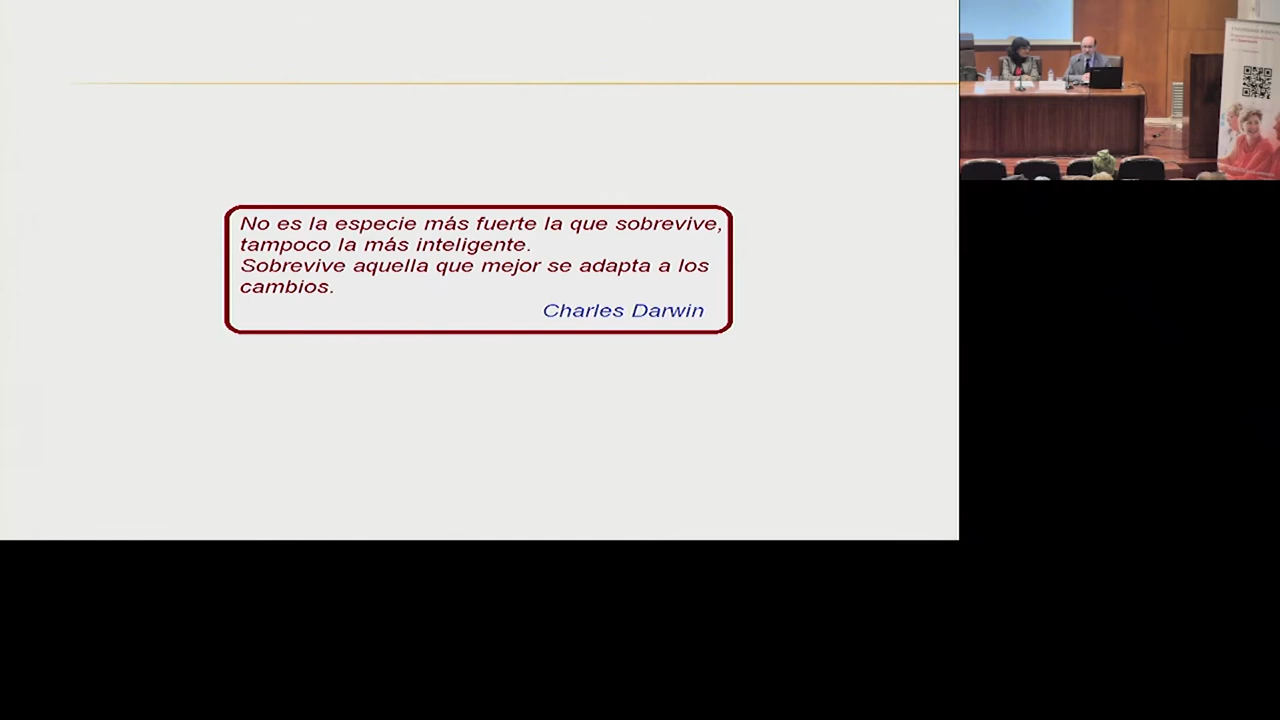 No es la especie más fuerte la que sobrevive,
tampoco la más inteligente.
Sobrevive aquella que mejor se adapta a los
cambios.
Charles Darwin